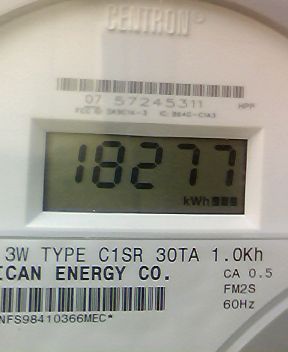 CENTRON®
07 57245311
HPP
18277
kWh
3W TYPE C1SR 30TA 1.0Kh
ICAN ENERGY CO.
CA 0.5
FM2S
60Hz
NFS98410366MEC*